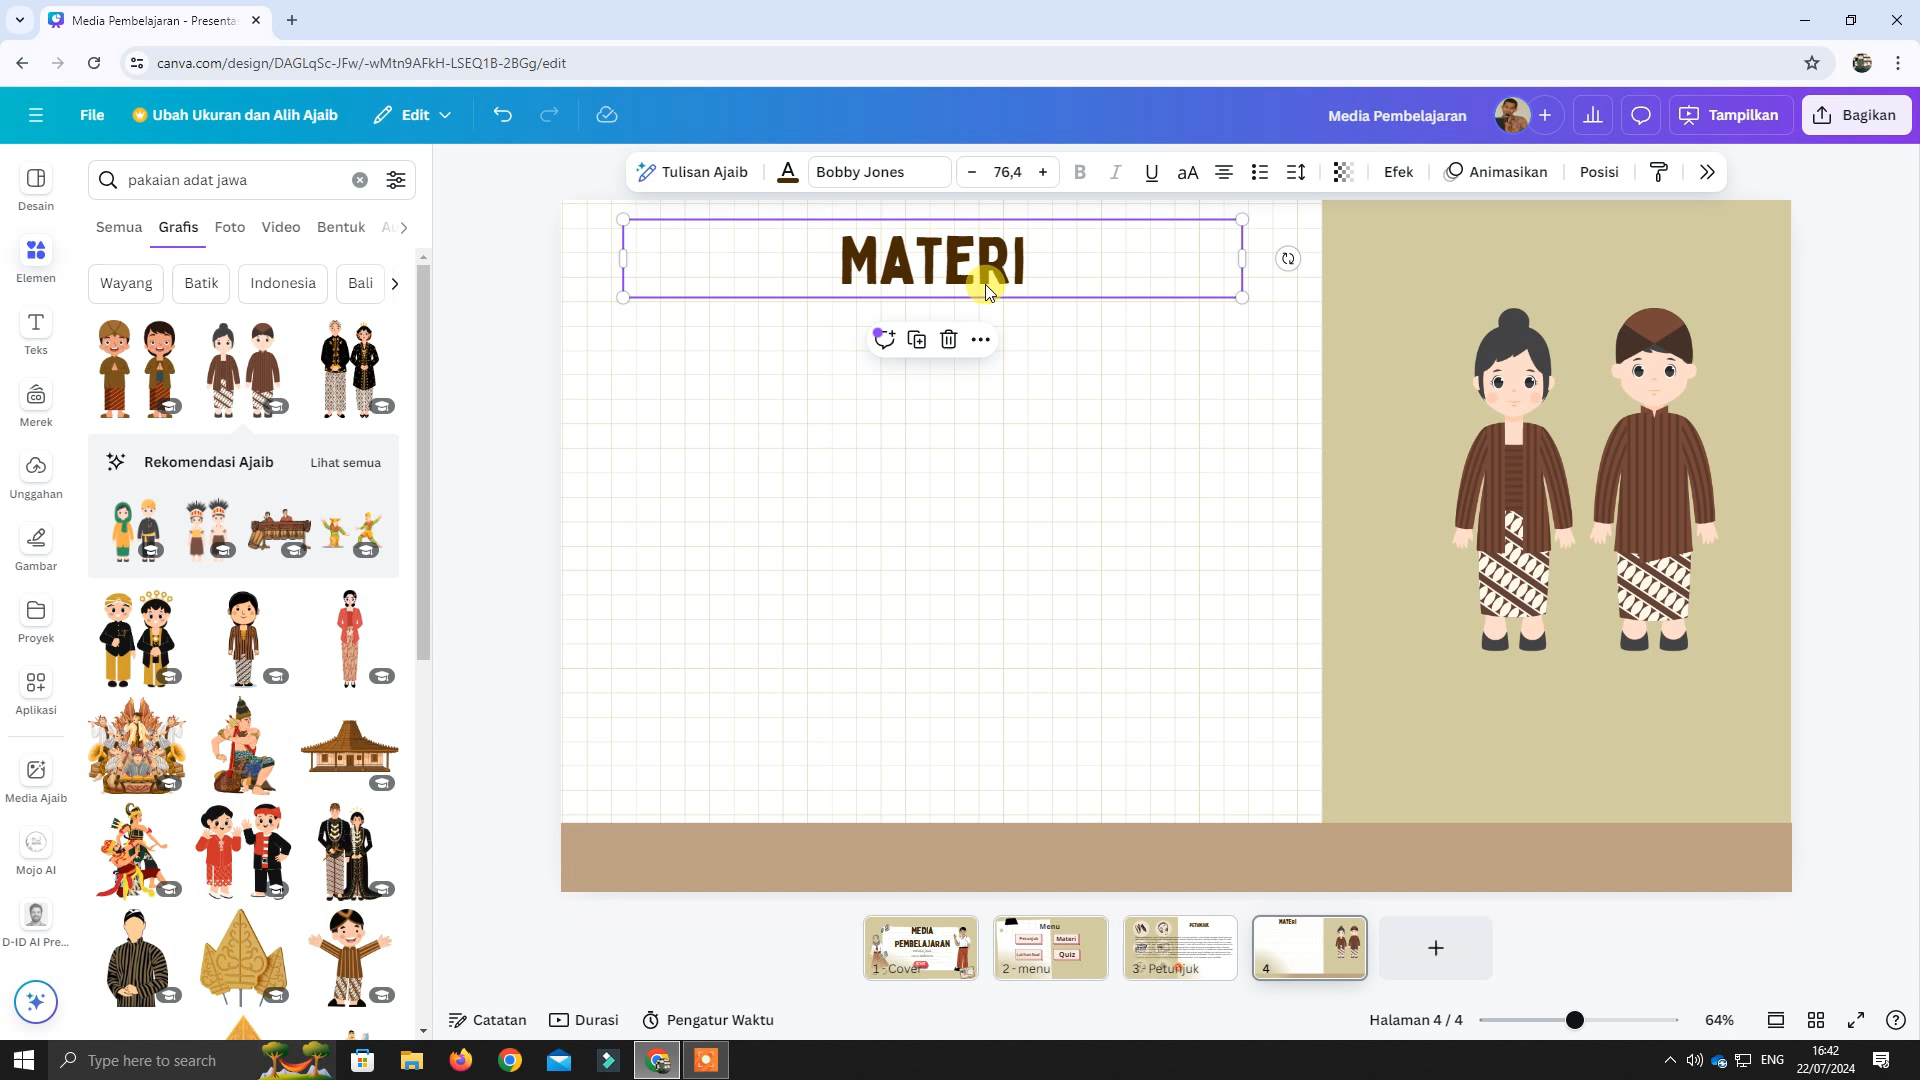 Media Pembelajaran - Presenta
canva.com/design/DAGLqSc-JFw/-wMtn9AFkH-LSEQ1B-2BGg/edit
File
Ubah Ukuran dan Alih Ajaib
Edit
Media Pembelajaran
Tampilkan
Bagikan
pakaian adat jawa
Tulisan Ajaib
A
Bobby Jones
– 76,4 +
B
I
U
aA
Efek
Animasikan
Posisi
Desain
Elemen
Teks
Merek
Unggahan
Gambar
Proyek
Aplikasi
Media Ajaib
Mojo AI
D-ID AI Pre...
Semua
Grafis
Foto
Video
Bentuk
Wayang
Batik
Indonesia
Bali
Rekomendasi Ajaib
Lihat semua
MATERI
MEDIA
PEMBELAJARAN
1 - Cover
Menu
Petunjuk
Materi
Quiz
2 - menu
PETUNJUK
3 - Petunjuk
MATERI
4
Catatan
Durasi
Pengatur Waktu
Halaman 4 / 4
64%
Type here to search
ENG
16:42
22/07/2024